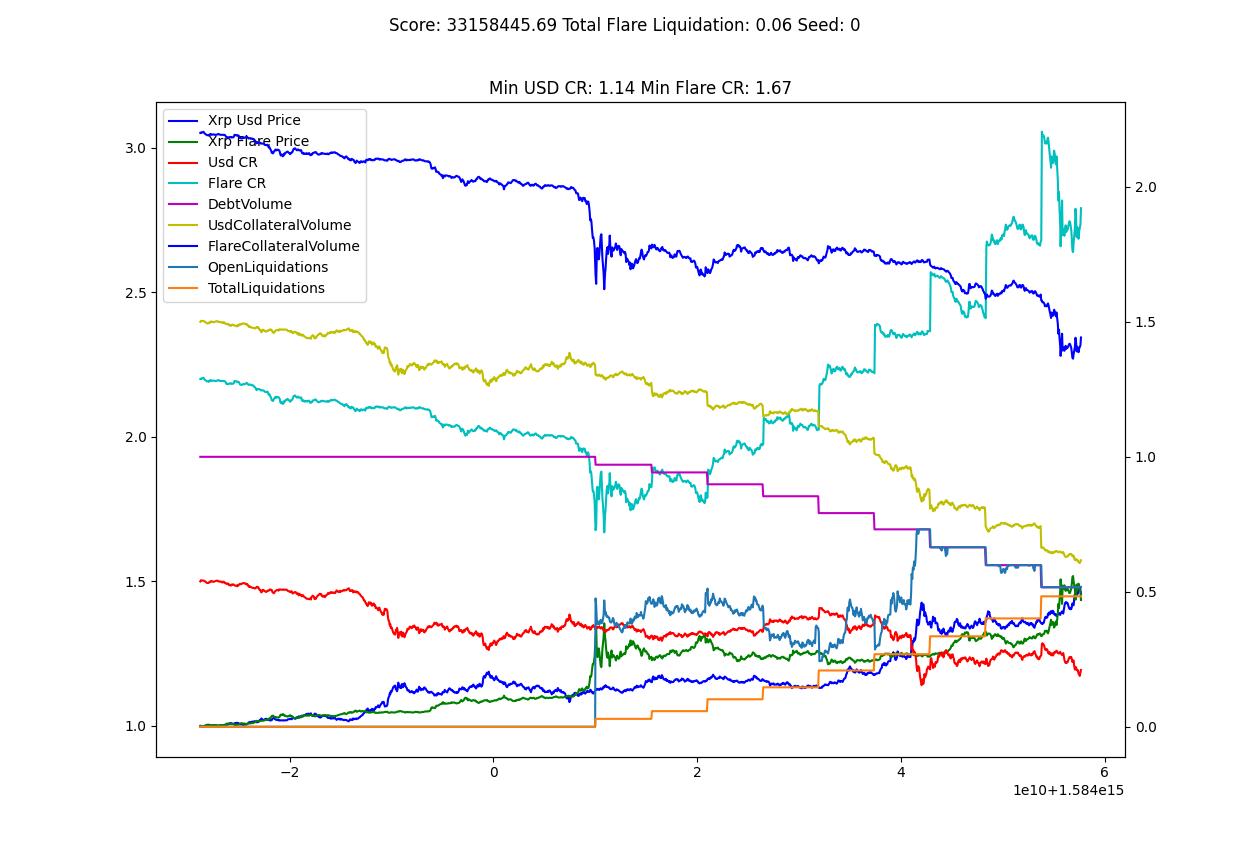 Score: 33158445.69 Total Flare Liquidation: 0.06 Seed: 0
Min USD CR: 1.14 Min Flare CR: 1.67
Xrp Usd Price
Xrp Flare Price
Usd CR
Flare CR
DebtVolume
UsdCollateralVolume
FlareCollateralVolume
OpenLiquidations
TotalLiquidations
3.0
2.5
2.0
1.5
1.0
2.0
1.5
1.0
0.5
0.0
−2
0
2
4
6
1e10+1.584e15